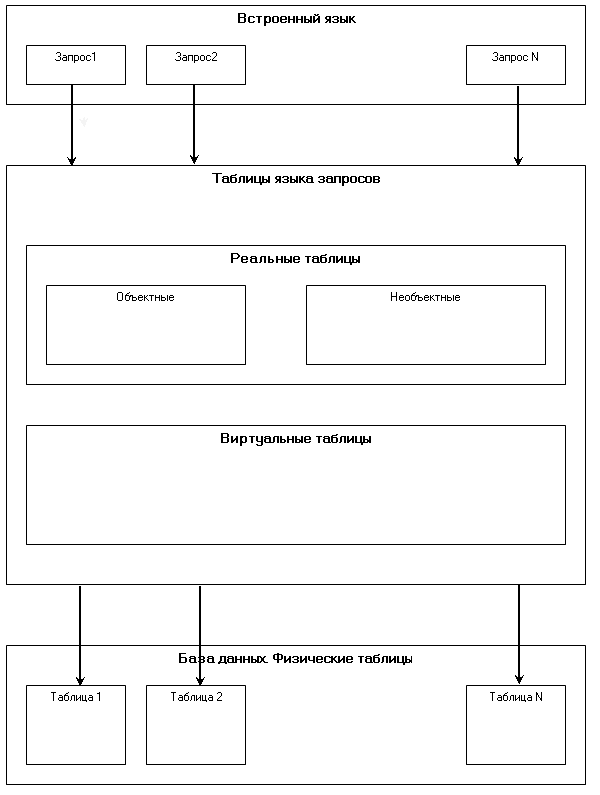 Встроенный язык
Запрос1 Запрос2 Запрос N
Таблицы языка запросов
Реальные таблицы
Объектные Необъектные
Виртуальные таблицы
База данных. Физические таблицы
Таблица 1 Таблица 2 Таблица N